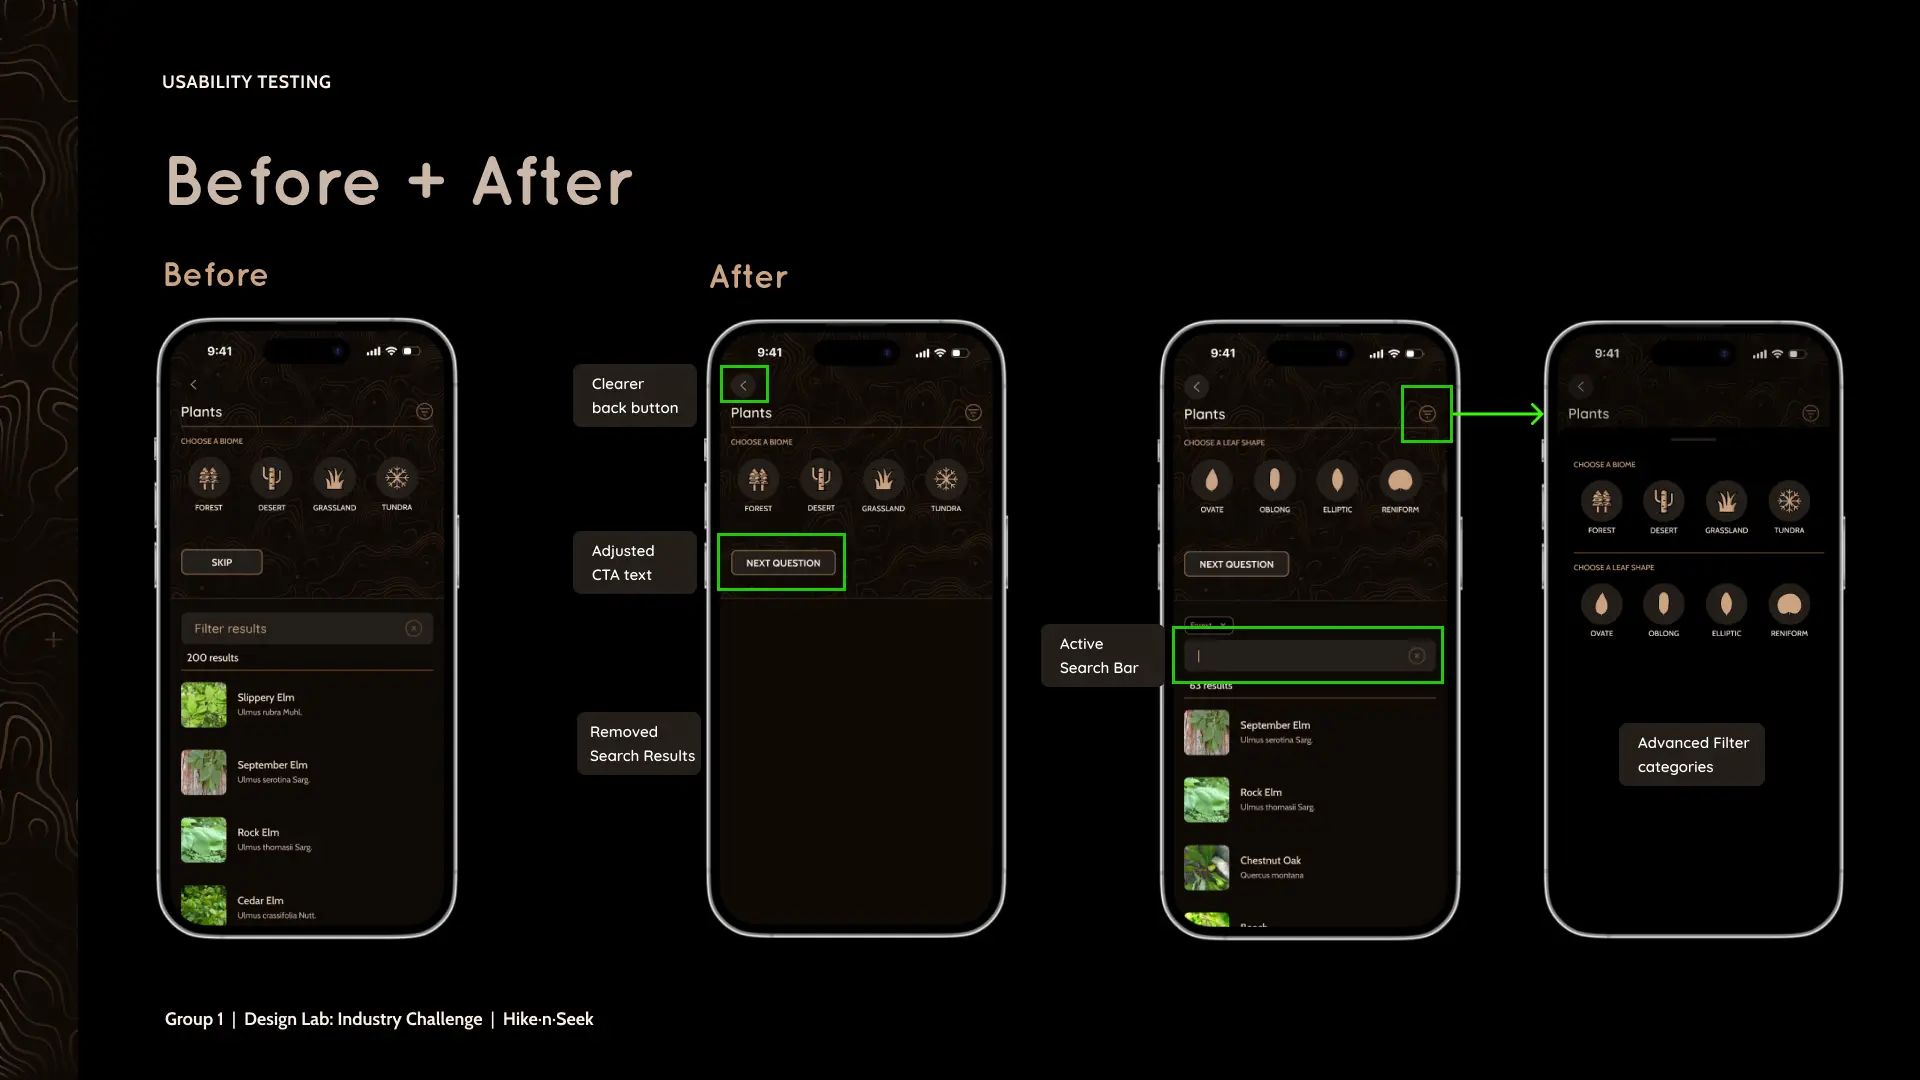 USABILITY TESTING
Before + After
Before
After
9:41
Plants
CHOOSE A BIOME
FOREST
DESERT
GRASSLAND
TUNDRA
SKIP
Filter results
200 results
Slippery Elm
Ulmus rubra Muhl.
September Elm
Ulmus serotina Sarg.
Rock Elm
Ulmus thomasii Sarg.
Cedar Elm
Ulmus crassifolia Nutt.
Clearer
back button
Adjusted
CTA text
Removed
Search Results
9:41
Plants
CHOOSE A BIOME
FOREST
DESERT
GRASSLAND
TUNDRA
NEXT QUESTION
Active
Search Bar
9:41
Plants
CHOOSE A LEAF SHAPE
OVATE
OBLONG
ELLIPTIC
RENIFORM
NEXT QUESTION
Forest
63 results
September Elm
Ulmus serotina Sarg.
Rock Elm
Ulmus thomasii Sarg.
Chestnut Oak
Quercus montana
9:41
Plants
CHOOSE A BIOME
FOREST
DESERT
GRASSLAND
TUNDRA
CHOOSE A LEAF SHAPE
OVATE
OBLONG
ELLIPTIC
RENIFORM
Advanced Filter
categories
Group 1 | Design Lab: Industry Challenge | Hike·n·Seek